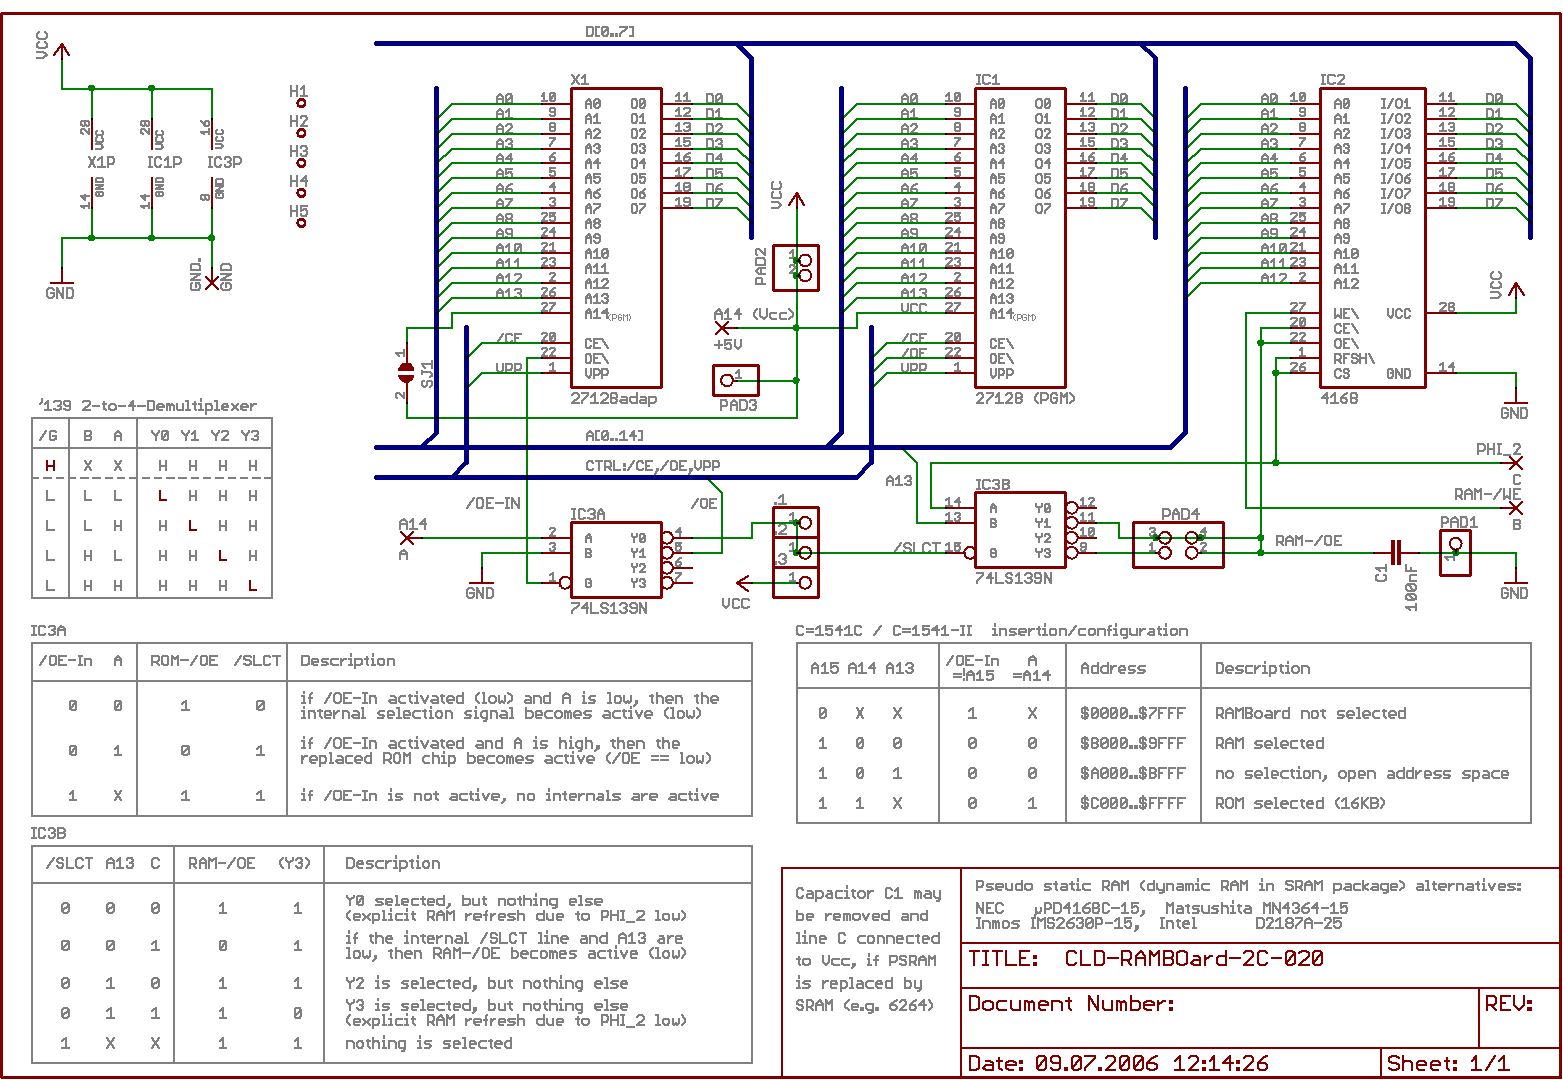 D[0..7]
VCC
28 VCC
X1P
14 GND
28 VCC
IC1P
14 GND
16 VCC
IC3P
8 GND
GND
GND.
GND
H1
H2
H3
H4
H5
X1
A0 10 A0 O0 11 D0
A1 9 A1 O1 12 D1
A2 8 A2 O2 13 D2
A3 7 A3 O3 15 D3
A4 6 A4 O4 16 D4
A5 5 A5 O5 17 D5
A6 4 A6 O6 18 D6
A7 3 A7 O7 19 D7
A8 25 A8
A9 24 A9
A10 21 A10
A11 23 A11
A12 2 A12
A13 26 A13
27 A14(PGM)
/CE 20 CE\
22 OE\
VPP 1 VPP
27128adap
1 SJ1 2
VCC
PAD2
1
2
A14 (Vcc)
+5V
1
PAD3
IC1
A0 10 A0 O0 11 D0
A1 9 A1 O1 12 D1
A2 8 A2 O2 13 D2
A3 7 A3 O3 15 D3
A4 6 A4 O4 16 D4
A5 5 A5 O5 17 D5
A6 4 A6 O6 18 D6
A7 3 A7 O7 19 D7
A8 25 A8
A9 24 A9
A10 21 A10
A11 23 A11
A12 2 A12
A13 26 A13
VCC 27 A14(PGM)
/CE 20 CE\
/OE 22 OE\
VPP 1 VPP
27128 (PGM)
IC2
A0 10 A0 I/O1 11 D0
A1 9 A1 I/O2 12 D1
A2 8 A2 I/O3 13 D2
A3 7 A3 I/O4 15 D3
A4 6 A4 I/O5 16 D4
A5 5 A5 I/O6 17 D5
A6 4 A6 I/O7 18 D6
A7 3 A7 I/O8 19 D7
A8 25 A8
A9 24 A9
A10 21 A10
A11 23 A11
A12 2 A12
27 WE\ VCC 28
20 CE\
22 OE\
1 RFSH\
26 CS GND 14
4168
VCC
GND
A[0..14]
CTRL:/CE,/OE,VPP
'139 2-to-4-Demultiplexer
/G B A Y0 Y1 Y2 Y3
H X X H H H H
L L L L H H H
L L H H L H H
L H L H H L H
L H H H H H L
/OE-IN
/OE
A14
A
GND
IC3A
2 A Y0 4
3 B Y1 5
Y2 6
1 G Y3 7
74LS139N
.1
1
.2
1
.3
1
VCC
A13
/SLCT
IC3B
14 A Y0 12
13 B Y1 11
Y2 10
15 G Y3 9
74LS139N
PAD4
3 4
1 2
RAM-/OE
C1
100nF
PAD1
1
GND
PHI_2
C
RAM-/WE
B
IC3A
/OE-In A ROM-/OE /SLCT Description
0 0 1 0 if /OE-In activated (low) and A is low, then the
internal selection signal becomes active (low)
0 1 0 1 if /OE-In activated and A is high, then the
replaced ROM chip becomes active (/OE == low)
1 X 1 1 if /OE-In is not active, no internals are active
C=1541C / C=1541-II insertion/configuration
A15 A14 A13 /OE-In =!A15 A =A14 Address Description
0 X X 1 X $0000..$7FFF RAMBoard not selected
1 0 0 0 0 $8000..$9FFF RAM selected
1 0 1 0 0 $A000..$BFFF no selection, open address space
1 1 X 0 1 $C000..$FFFF ROM selected (16KB)
IC3B
/SLCT A13 C RAM-/OE (Y3) Description
0 0 0 1 1 Y0 selected, but nothing else
(explicit RAM refresh due to PHI_2 low)
0 0 1 0 1 if the internal /SLCT line and A13 are
low, then RAM-/OE becomes active (low)
0 1 0 1 1 Y2 is selected, but nothing else
0 1 1 1 0 Y3 is selected, but nothing else
(explicit RAM refresh due to PHI_2 low)
1 X X 1 1 nothing is selected
Capacitor C1 may
be removed and
line C connected
to Vcc, if PSRAM
is replaced by
SRAM (e.g. 6264)
Pseudo static RAM (dynamic RAM in SRAM package) alternatives:
NEC µPD4168C-15, Matsushita MN4364-15
Inmos IMS2630P-15, Intel D2187A-25
TITLE: CLD-RAMBOard-2C-020
Document Number:
REV:
Date: 09.07.2006 12:14:26
Sheet: 1/1